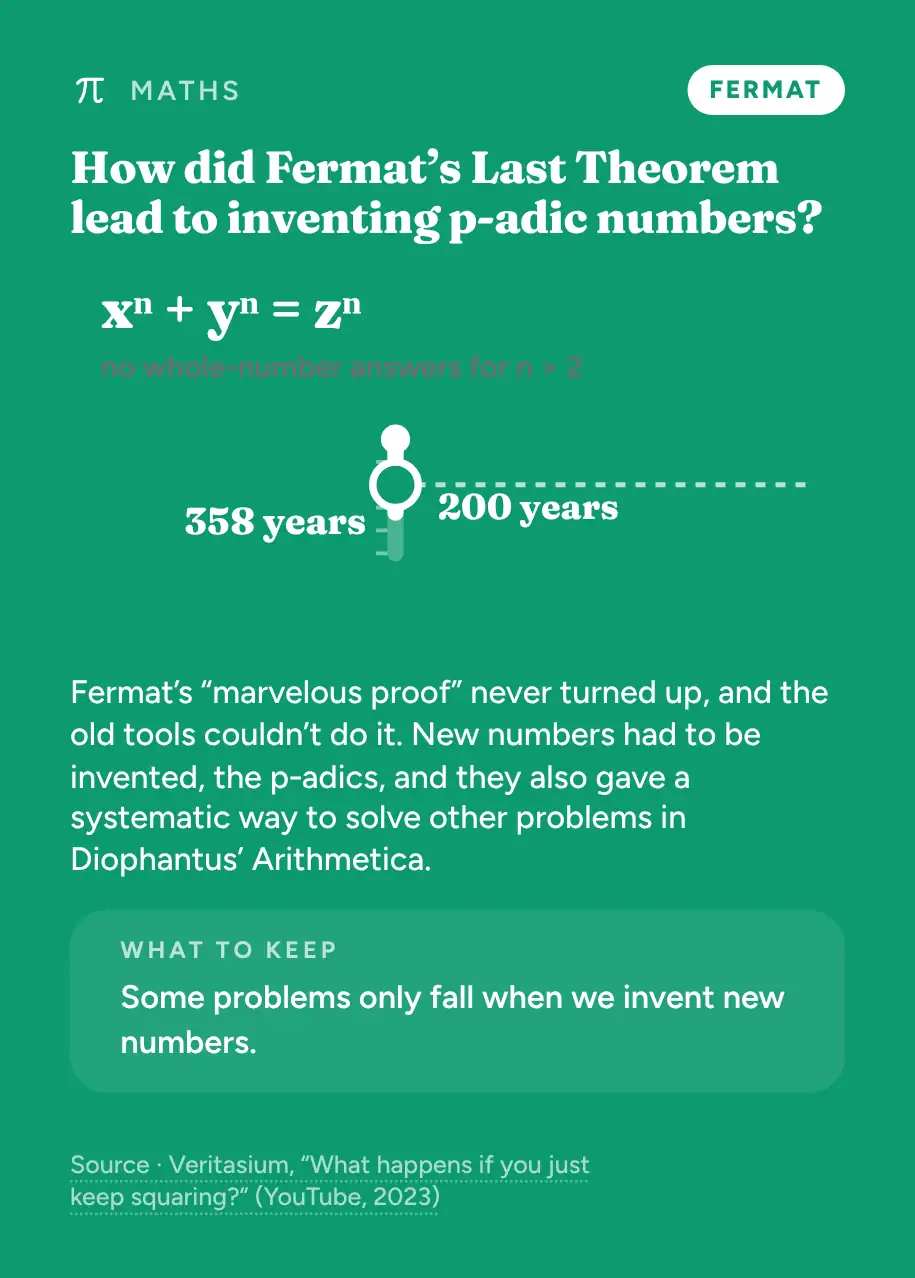 π MATHS
FERMAT
How did Fermat’s Last Theorem
lead to inventing p-adic numbers?
xⁿ + yⁿ = zⁿ
no whole-number answers for n > 2
358 years
200 years
Fermat’s “marvelous proof” never turned up, and the
old tools couldn’t do it. New numbers had to be
invented, the p-adics, and they also gave a
systematic way to solve other problems in
Diophantus’ Arithmetica.
WHAT TO KEEP
Some problems only fall when we invent new
numbers.
Source · Veritasium, “What happens if you just
keep squaring?” (YouTube, 2023)